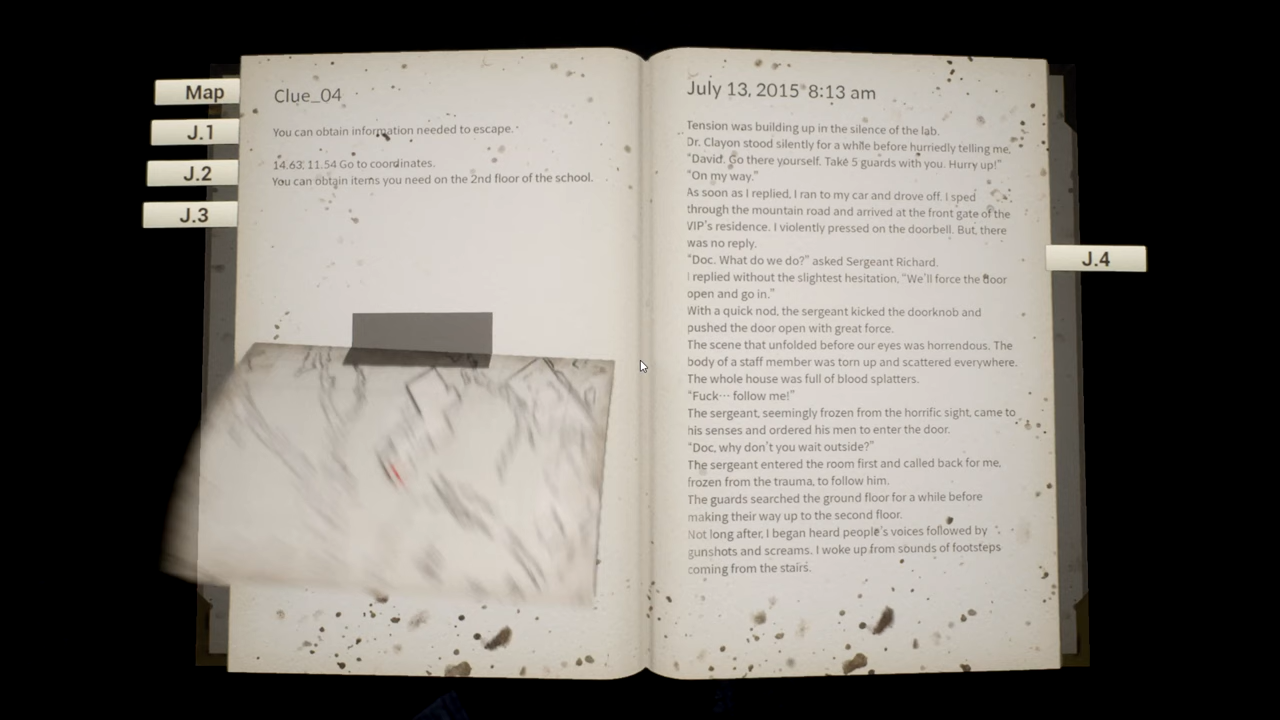 Map
J.1
J.2
J.3
Clue_04
You can obtain information needed to escape.
14.63, 11.54 Go to coordinates.
You can obtain items you need on the 2nd floor of the school.
July 13, 2015 8:13 am
Tension was building up in the silence of the lab.
Dr. Clayon stood silently for a while before hurriedly telling me,
“David. Go there yourself. Take 5 guards with you. Hurry up!”
“On my way.”
As soon as I replied, I ran to my car and drove off. I sped
through the mountain road and arrived at the front gate of the
VIP’s residence. I violently pressed on the doorbell. But, there
was no reply.
“Doc. What do we do?” asked Sergeant Richard.
I replied without the slightest hesitation, “We’ll force the door
open and go in.”
With a quick nod, the sergeant kicked the doorknob and
pushed the door open with great force.
The scene that unfolded before our eyes was horrendous. The
body of a staff member was torn up and scattered everywhere.
The whole house was full of blood splatters.
“Fuck⋯ follow me!”
The sergeant, seemingly frozen from the horrific sight, came to
his senses and ordered his men to enter the door.
“Doc, why don’t you wait outside?”
The sergeant entered the room first and called back for me,
frozen from the trauma, to follow him.
The guards searched the ground floor for a while before
making their way up to the second floor.
Not long after, I began heard people’s voices followed by
gunshots and screams. I woke up from sounds of footsteps
coming from the stairs.
J.4